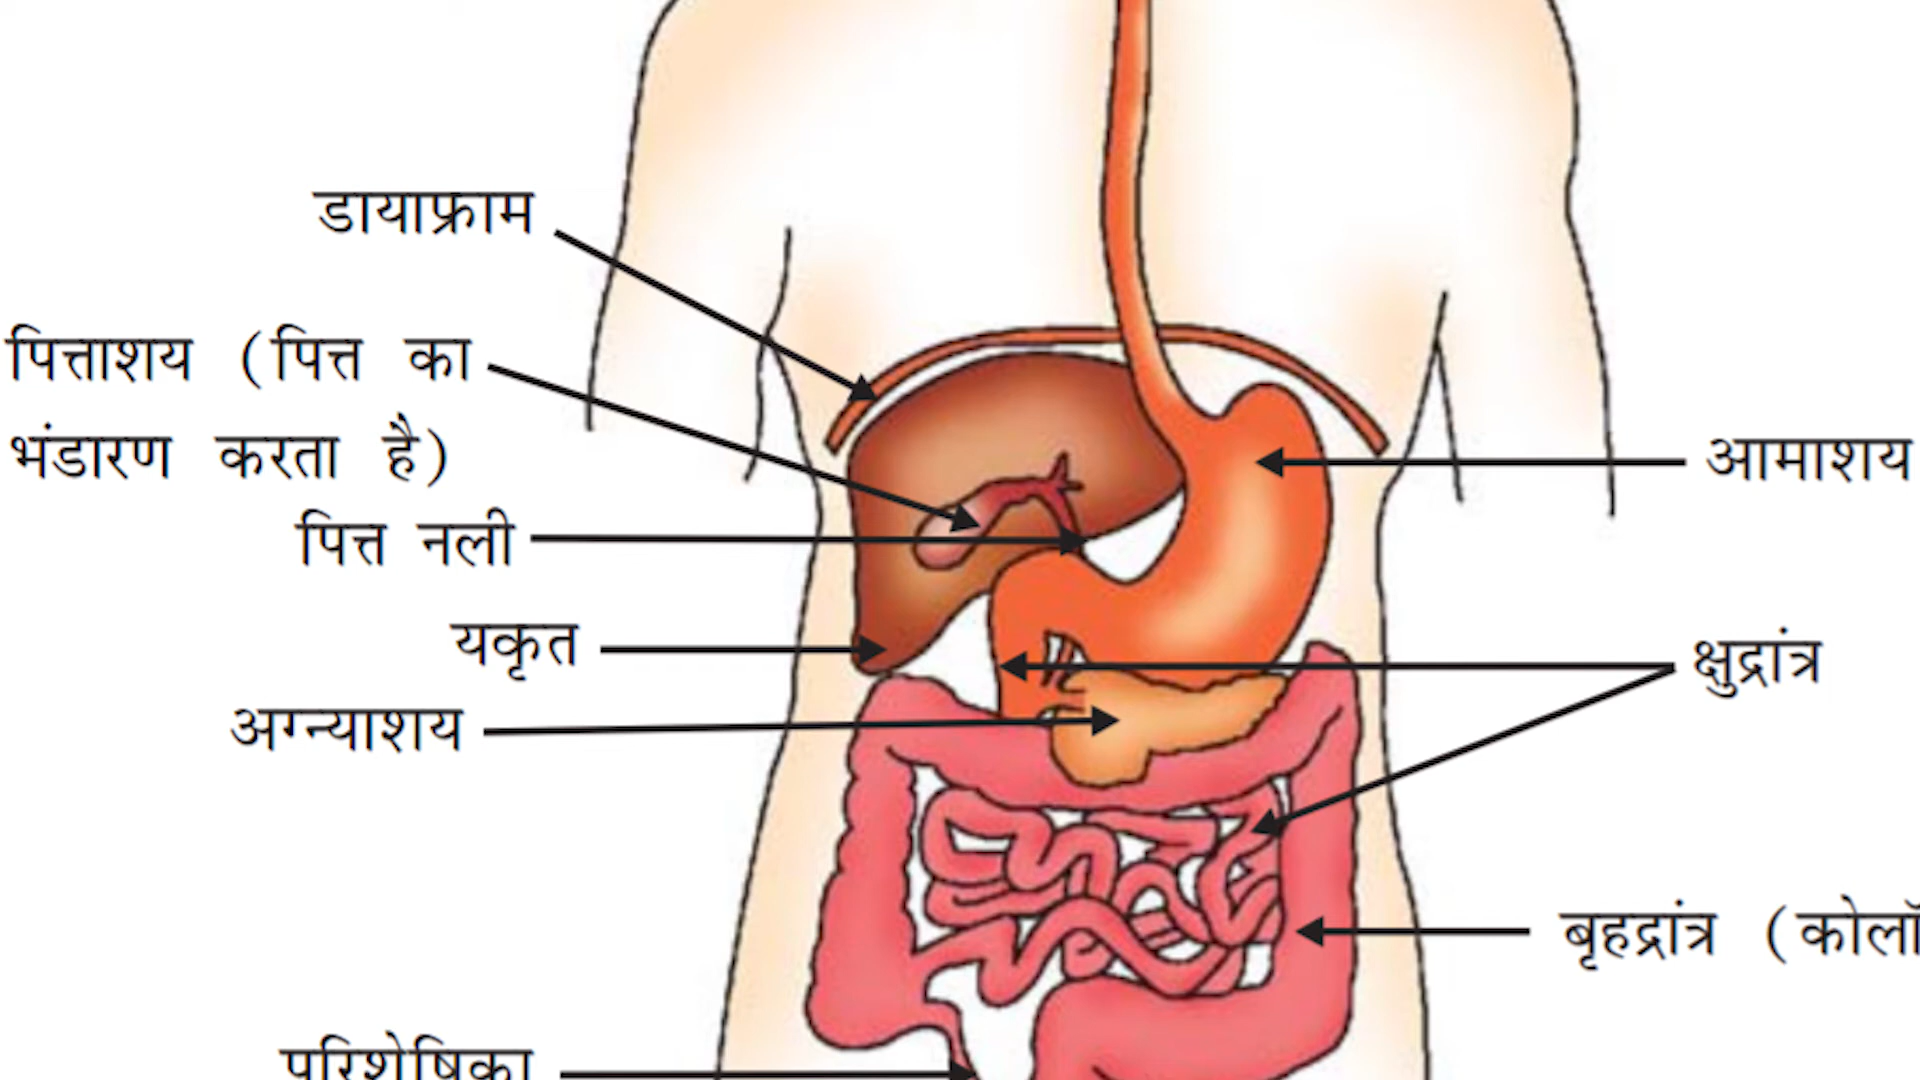 डायाफ्राम
पित्ताशय (पित्त का
भंडारण करता है)
पित्त नली
यकृत
अग्न्याशय
परिशेषिका
आमाशय
क्षुद्रांत्र
बृहद्रांत्र (कोलॉ